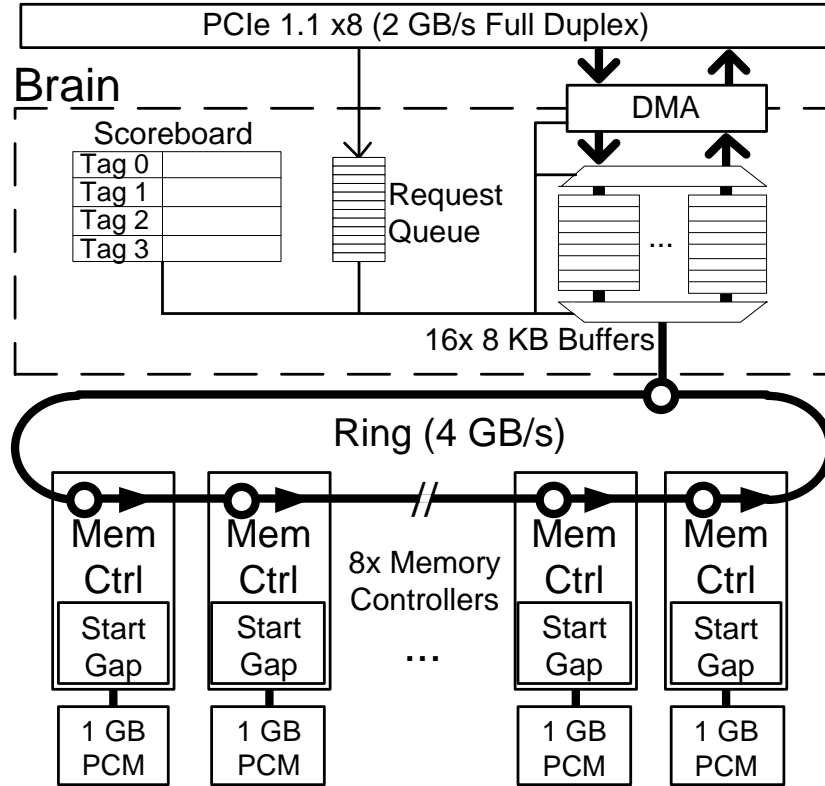 PCIe 1.1 x8 (2 GB/s Full Duplex)
Brain
DMA
Scoreboard
Tag 0
Tag 1
Tag 2
Tag 3
Request
Queue
...
16x 8 KB Buffers
Ring (4 GB/s)
Mem
Ctrl
Start
Gap
1 GB
PCM
Mem
Ctrl
Start
Gap
1 GB
PCM
//
8x Memory
Controllers
...
Mem
Ctrl
Start
Gap
1 GB
PCM
Mem
Ctrl
Start
Gap
1 GB
PCM